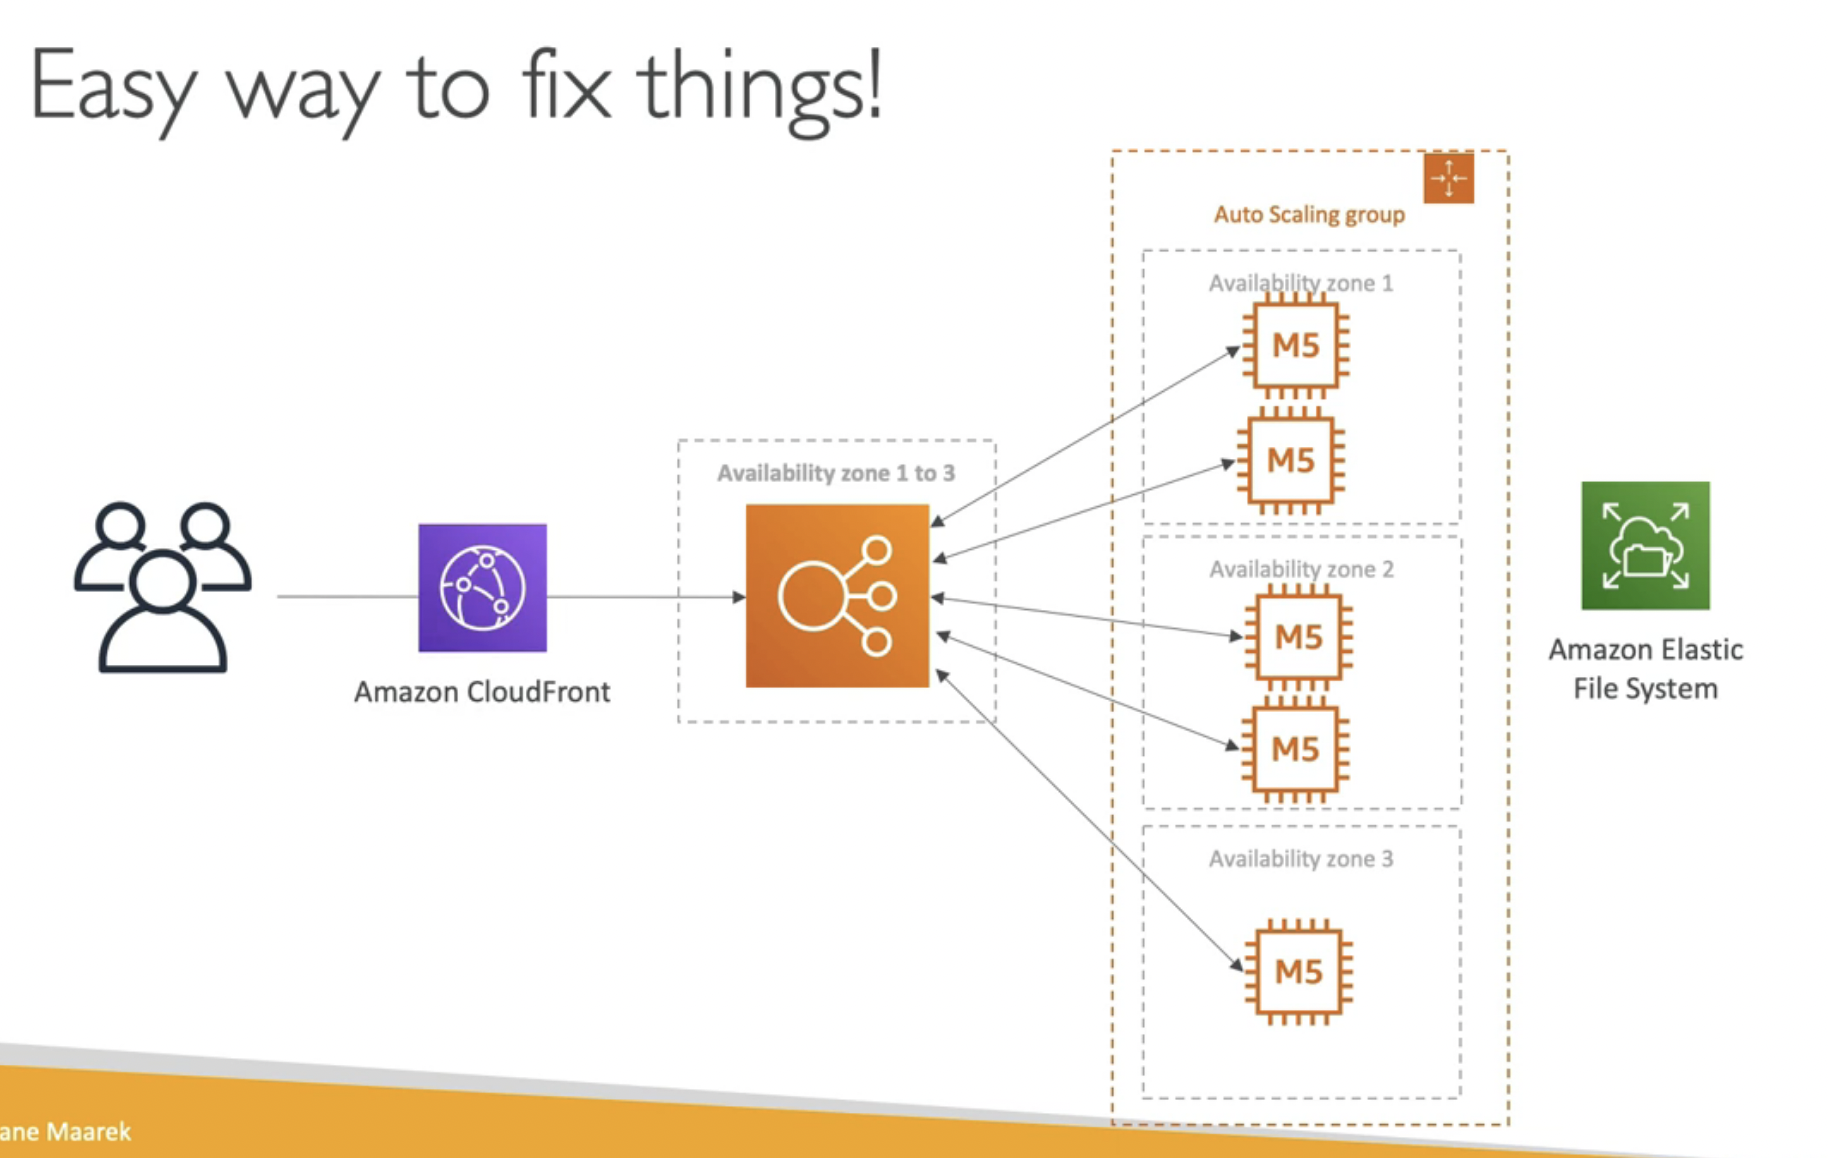 Easy way to fix things!
Auto Scaling group
Availability zone 1
M5
M5
Availability zone 1 to 3
Availability zone 2
M5
M5
Amazon CloudFront
Amazon Elastic
File System
Availability zone 3
M5
ane Maarek